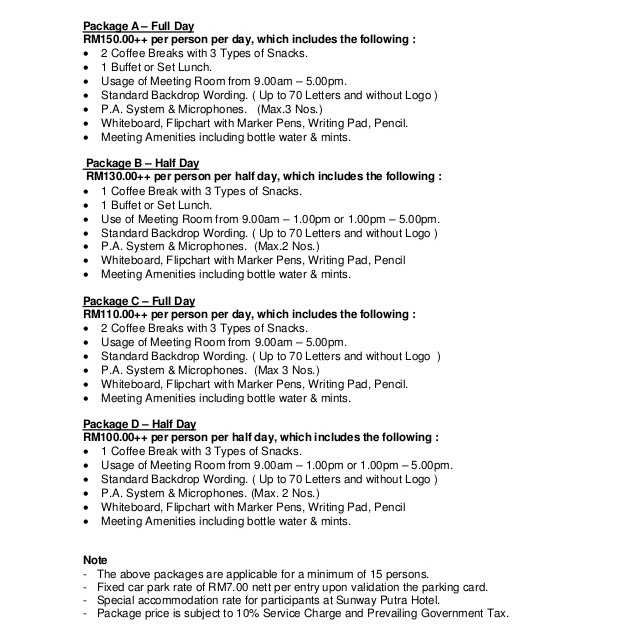 Package A – Full Day
RM150.00++ per person per day, which includes the following :
• 2 Coffee Breaks with 3 Types of Snacks.
• 1 Buffet or Set Lunch.
• Usage of Meeting Room from 9.00am – 5.00pm.
• Standard Backdrop Wording. ( Up to 70 Letters and without Logo )
• P.A. System & Microphones. (Max.3 Nos.)
• Whiteboard, Flipchart with Marker Pens, Writing Pad, Pencil.
• Meeting Amenities including bottle water & mints.
Package B – Half Day
RM130.00++ per person per half day, which includes the following :
• 1 Coffee Break with 3 Types of Snacks.
• 1 Buffet or Set Lunch.
• Use of Meeting Room from 9.00am – 1.00pm or 1.00pm – 5.00pm.
• Standard Backdrop Wording. ( Up to 70 Letters and without Logo )
• P.A. System & Microphones. (Max.2 Nos.)
• Whiteboard, Flipchart with Marker Pens, Writing Pad, Pencil
• Meeting Amenities including bottle water & mints.
Package C – Full Day
RM110.00++ per person per day, which includes the following :
• 2 Coffee Breaks with 3 Types of Snacks.
• Usage of Meeting Room from 9.00am – 5.00pm.
• Standard Backdrop Wording. ( Up to 70 Letters and without Logo )
• P.A. System & Microphones. (Max 3 Nos.)
• Whiteboard, Flipchart with Marker Pens, Writing Pad, Pencil.
• Meeting Amenities including bottle water & mints.
Package D – Half Day
RM100.00++ per person per half day, which includes the following :
• 1 Coffee Break with 3 Types of Snacks.
• Usage of Meeting Room from 9.00am – 1.00pm or 1.00pm – 5.00pm.
• Standard Backdrop Wording. ( Up to 70 Letters and without Logo )
• P.A. System & Microphones. (Max. 2 Nos.)
• Whiteboard, Flipchart with Marker Pens, Writing Pad, Pencil
• Meeting Amenities including bottle water & mints.
Note
- The above packages are applicable for a minimum of 15 persons.
- Fixed car park rate of RM7.00 nett per entry upon validation the parking card.
- Special accommodation rate for participants at Sunway Putra Hotel.
- Package price is subject to 10% Service Charge and Prevailing Government Tax.